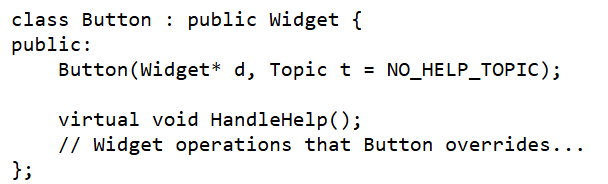 class Button : public Widget {
public:
    Button(Widget* d, Topic t = NO_HELP_TOPIC);

    virtual void HandleHelp();
    // Widget operations that Button overrides...
};